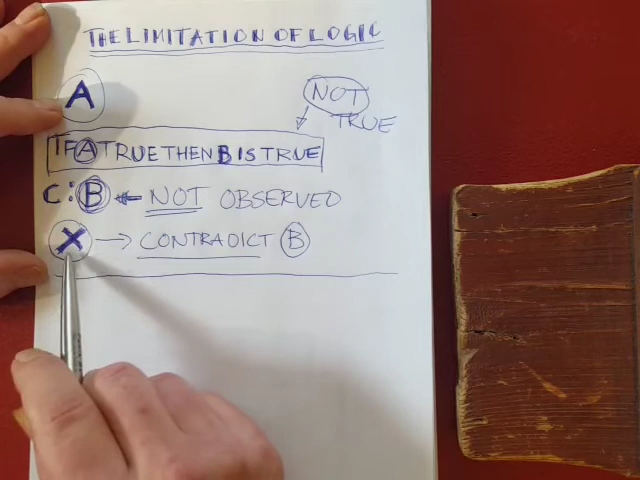 THE LIMITATION OF LOGIC
A
NOT
TRUE
IF A TRUE THEN B IS TRUE
C: B ← NOT OBSERVED
X → CONTRADICT B